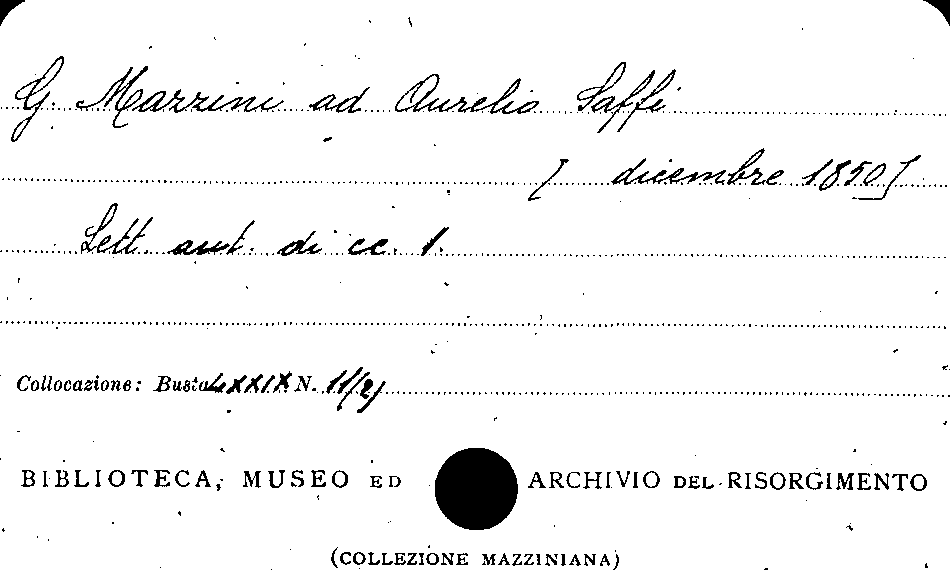 G. Mazzini ad Aurelio Saffi
[ dicembre 1850]
Lett. aut. di cc. 1.
Collocazione: Busta LXXIX N. 11/2)
BIBLIOTECA, MUSEO ED ARCHIVIO DEL RISORGIMENTO
(COLLEZIONE MAZZINIANA)